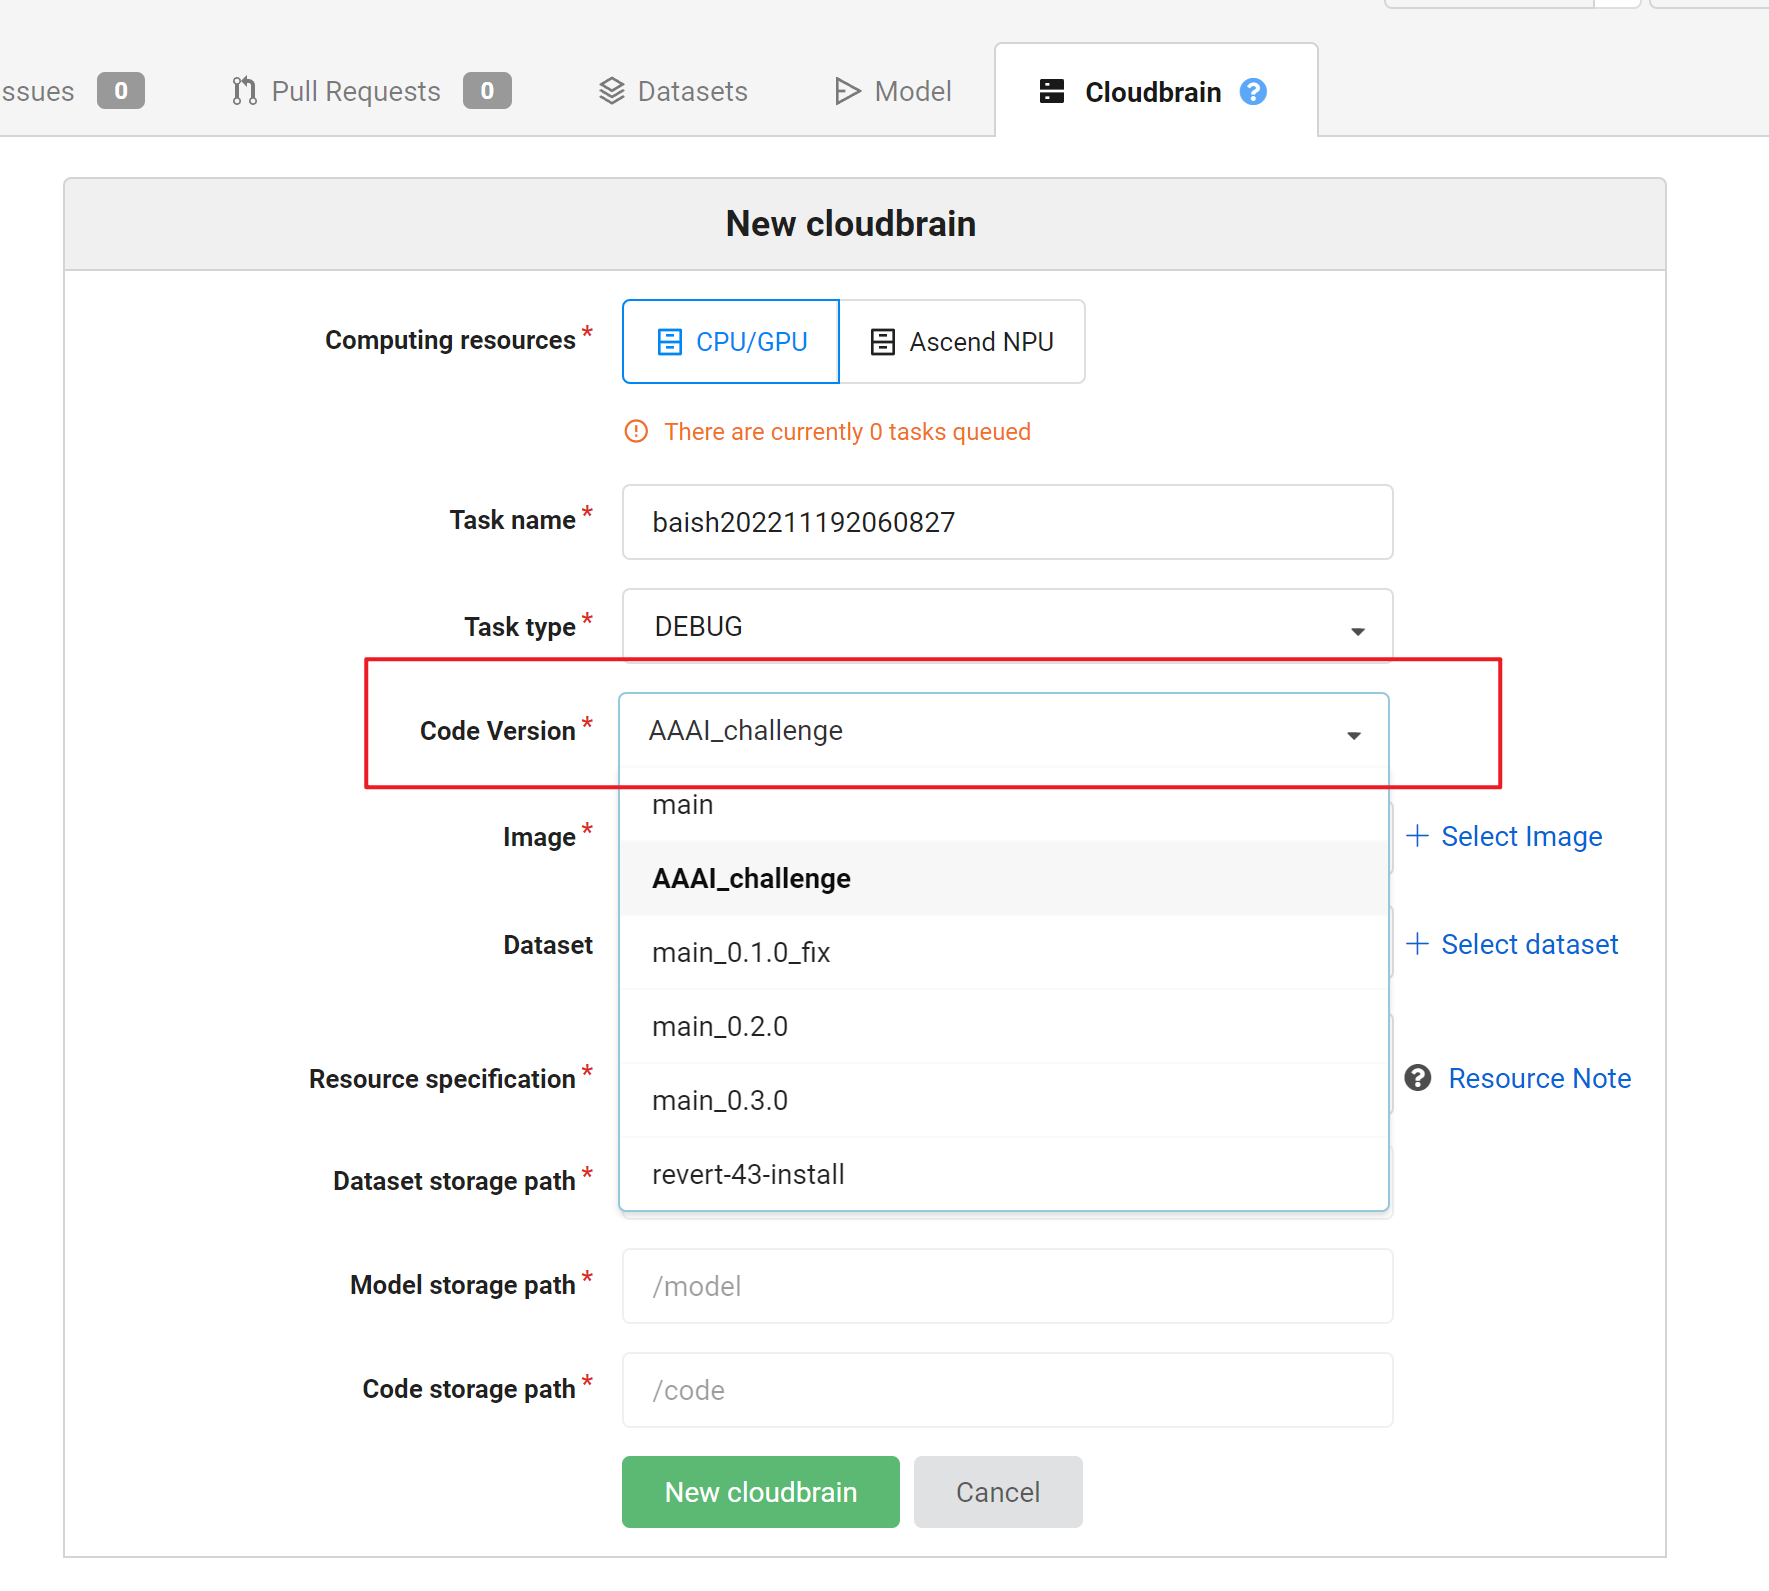 ssues 0 Pull Requests 0 Datasets Model Cloudbrain ?
New cloudbrain
Computing resources * CPU/GPU Ascend NPU
There are currently 0 tasks queued
Task name * baish202211192060827
Task type * DEBUG
Code Version * AAAI_challenge
main
Image * + Select Image
AAAI_challenge
Dataset + Select dataset
main_0.1.0_fix
main_0.2.0
Resource specification * ? Resource Note
main_0.3.0
Dataset storage path *
revert-43-install
Model storage path * /model
Code storage path * /code
New cloudbrain Cancel